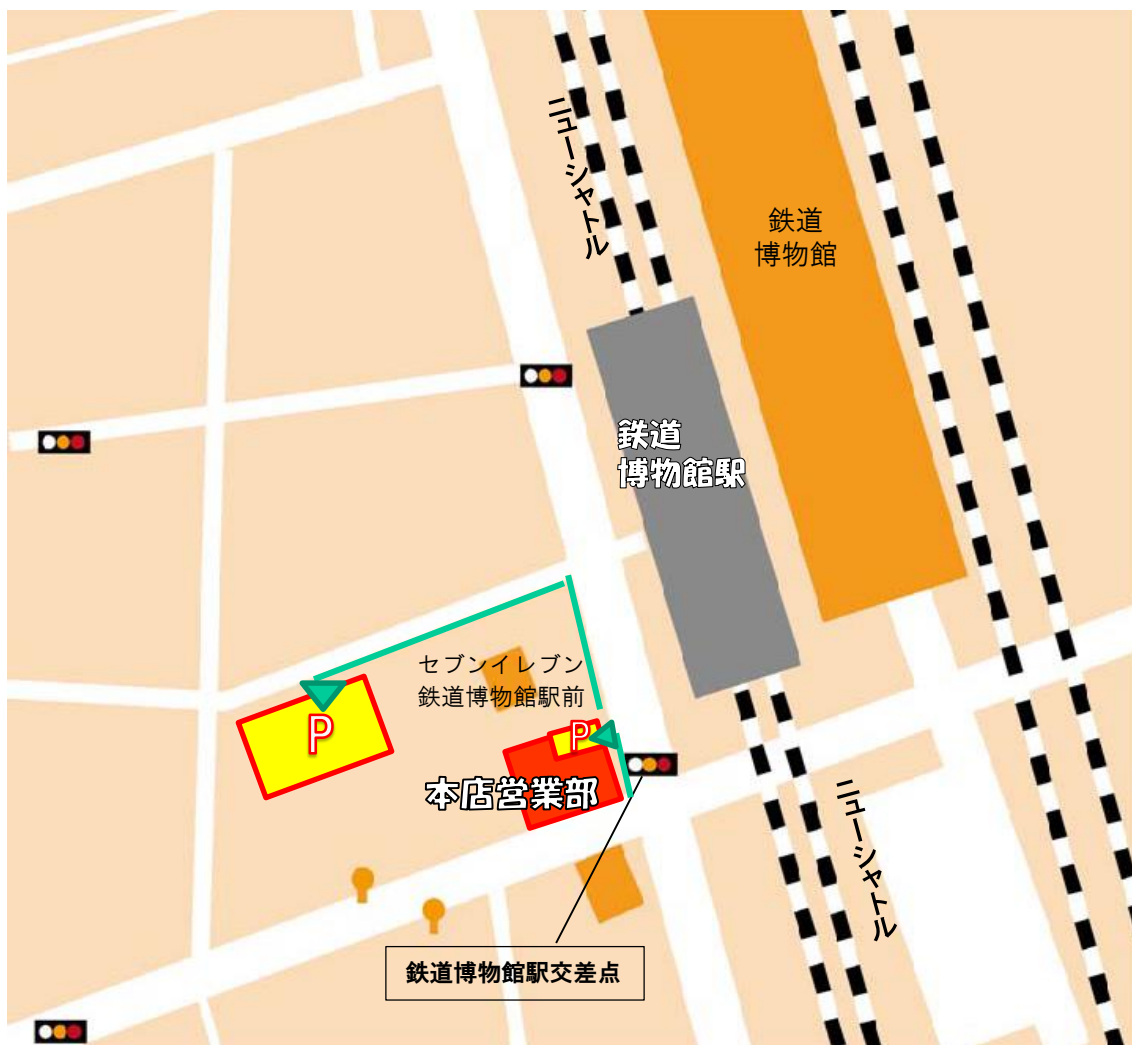 ニューシャトル
鉄道
博物館
鉄道
博物館駅
セブンイレブン
鉄道博物館駅前
P
P
本店営業部
ニューシャトル
鉄道博物館駅交差点